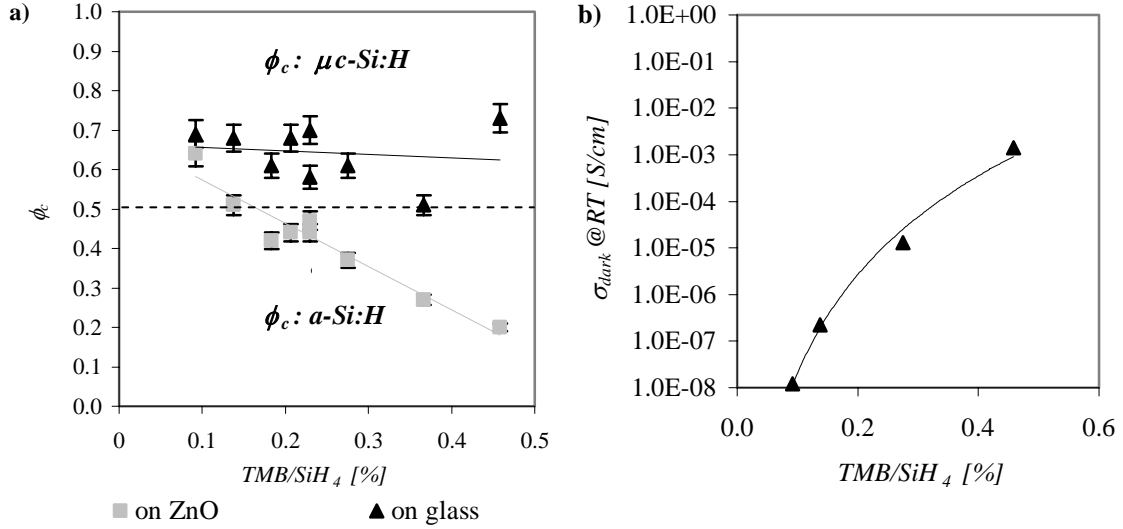 a)
1.0
0.9
0.8
0.7
0.6
0.5
0.4
0.3
0.2
0.1
0.0
ϕc
ϕc : μc-Si:H
ϕc : a-Si:H
0 0.1 0.2 0.3 0.4 0.5
TMB/SiH4 [%]
on ZnO on glass
b)
1.0E+00
1.0E-01
1.0E-02
1.0E-03
1.0E-04
1.0E-05
1.0E-06
1.0E-07
1.0E-08
σdark @RT [S/cm]
0.0 0.2 0.4 0.6
TMB/SiH4 [%]